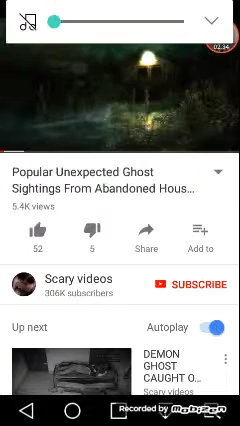 02:34
Popular Unexpected Ghost
Sightings From Abandoned Hous...
5.4K views
52
5
Share
Add to
Scary videos
306K subscribers
SUBSCRIBE
Up next
Autoplay
DEMON
GHOST
CAUGHT O...
Scary videos
Recorded by mobizen